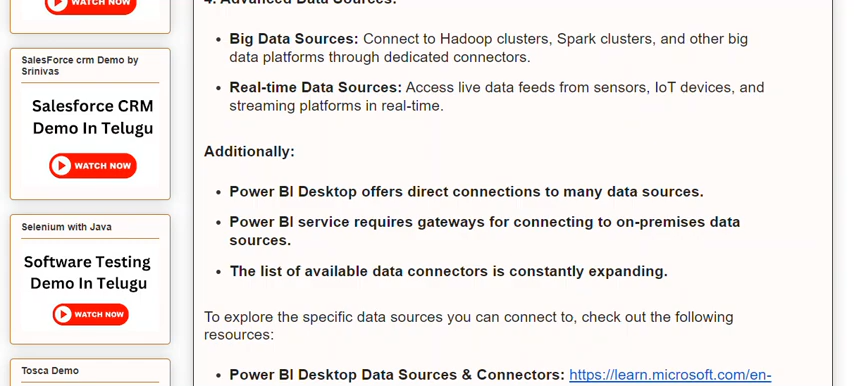 WATCH NOW
SalesForce crm Demo by
Srinivas
Salesforce CRM
Demo In Telugu
WATCH NOW
Selenium with Java
Software Testing
Demo In Telugu
WATCH NOW
Tosca Demo
4. Advanced Data Sources:
• Big Data Sources: Connect to Hadoop clusters, Spark clusters, and other big
data platforms through dedicated connectors.
• Real-time Data Sources: Access live data feeds from sensors, IoT devices, and
streaming platforms in real-time.
Additionally:
• Power BI Desktop offers direct connections to many data sources.
• Power BI service requires gateways for connecting to on-premises data
sources.
• The list of available data connectors is constantly expanding.
To explore the specific data sources you can connect to, check out the following
resources:
• Power BI Desktop Data Sources & Connectors: https://learn.microsoft.com/en-